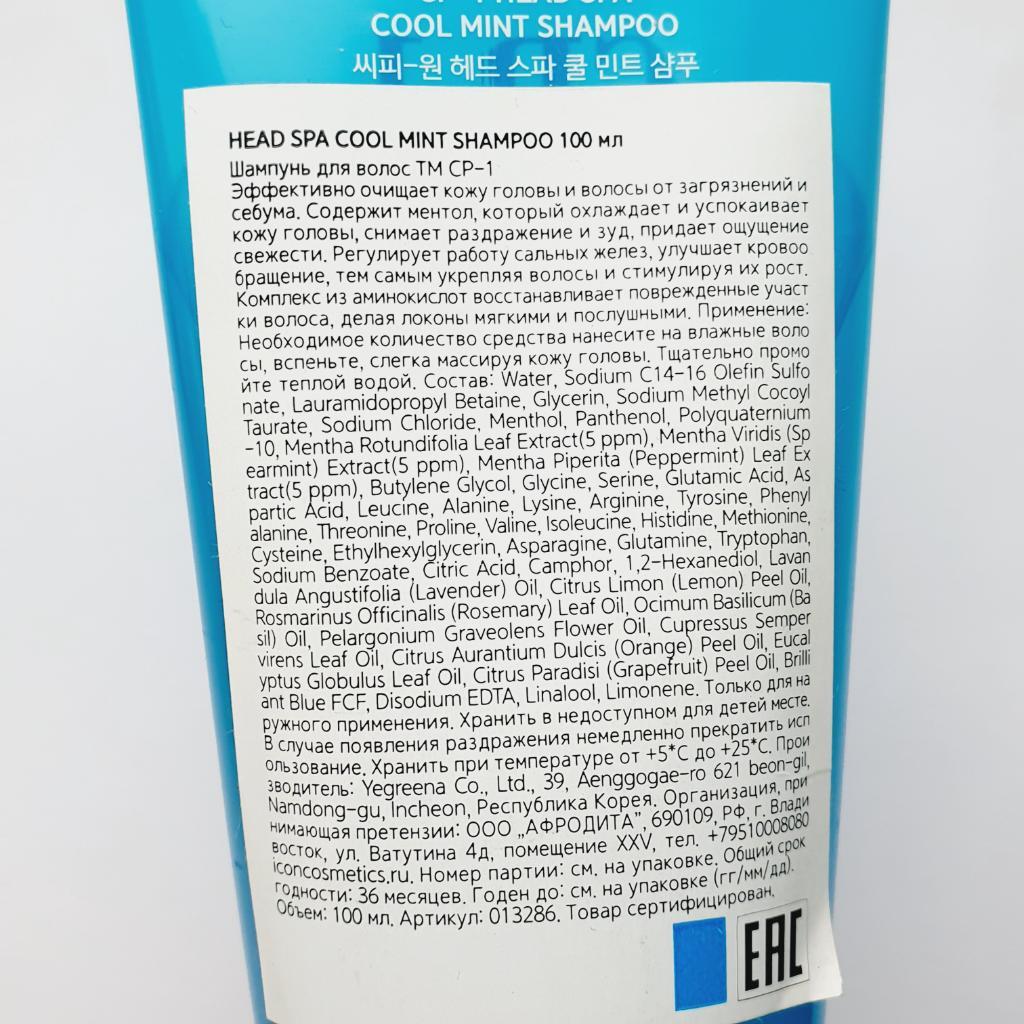 CP-1 HEAD SPA
COOL MINT SHAMPOO
씨피-원 헤드 스파 쿨 민트 샴푸
HEAD SPA COOL MINT SHAMPOO 100 мл
Шампунь для волос ТМ CP-1
Эффективно очищает кожу головы и волосы от загрязнений и
себума. Содержит ментол, который охлаждает и успокаивает
кожу головы, снимает раздражение и зуд, придает ощущение
свежести. Регулирует работу сальных желез, улучшает кровоо
бращение, тем самым укрепляя волосы и стимулируя их рост.
Комплекс из аминокислот восстанавливает поврежденные участ
ки волоса, делая локоны мягкими и послушными. Применение:
Необходимое количество средства нанесите на влажные воло
сы, вспеньте, слегка массируя кожу головы. Тщательно промо
йте теплой водой. Состав: Water, Sodium C14-16 Olefin Sulfo
nate, Lauramidopropyl Betaine, Glycerin, Sodium Methyl Cocoyl
Taurate, Sodium Chloride, Menthol, Panthenol, Polyquaternium
-10, Mentha Rotundifolia Leaf Extract(5 ppm), Mentha Viridis (Sp
earmint) Extract(5 ppm), Mentha Piperita (Peppermint) Leaf Ex
tract(5 ppm), Butylene Glycol, Glycine, Serine, Glutamic Acid, As
partic Acid, Leucine, Alanine, Lysine, Arginine, Tyrosine, Phenyl
alanine, Threonine, Proline, Valine, Isoleucine, Histidine, Methionine,
Cysteine, Ethylhexylglycerin, Asparagine, Glutamine, Tryptophan,
Sodium Benzoate, Citric Acid, Camphor, 1,2-Hexanediol, Lavan
dula Angustifolia (Lavender) Oil, Citrus Limon (Lemon) Peel Oil,
Rosmarinus Officinalis (Rosemary) Leaf Oil, Ocimum Basilicum (Ba
sil) Oil, Pelargonium Graveolens Flower Oil, Cupressus Semper
virens Leaf Oil, Citrus Aurantium Dulcis (Orange) Peel Oil, Eucal
yptus Globulus Leaf Oil, Citrus Paradisi (Grapefruit) Peel Oil, Brilli
ant Blue FCF, Disodium EDTA, Linalool, Limonene. Только для на
ружного применения. Хранить в недоступном для детей месте.
В случае появления раздражения немедленно прекратить исп
ользование. Хранить при температуре от +5*C до +25*C. Прои
зводитель: Yegreena Co., Ltd., 39, Aenggogae-ro 621 beon-gil,
Namdong-gu, Incheon, Республика Корея. Организация, при
нимающая претензии: ООО „АФРОДИТА", 690109, РФ, г. Влади
восток, ул. Ватутина 4д, помещение XXV, тел. +79510008080
iconcosmetics.ru. Номер партии: см. на упаковке. Общий срок
годности: 36 месяцев. Годен до: см. на упаковке (гг/мм/дд).
Объем: 100 мл. Артикул: 013286. Товар сертифицирован.
EAC